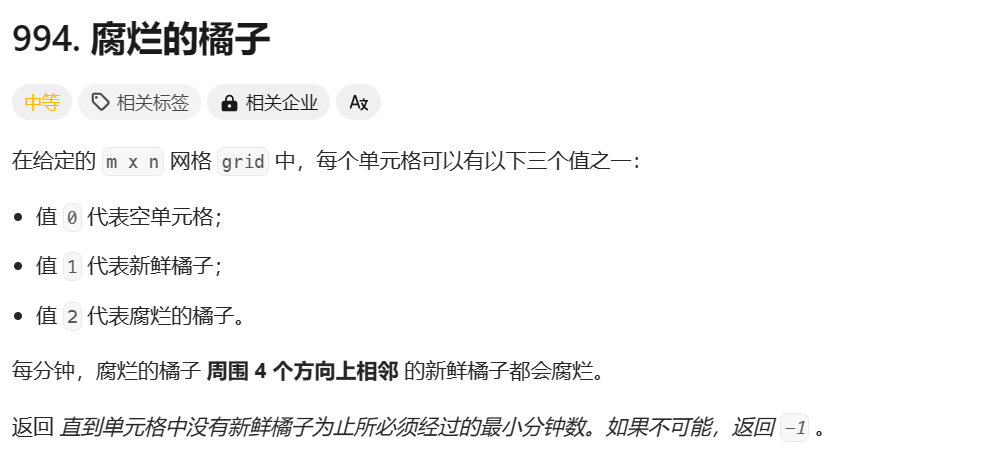 994. 腐烂的橘子
中等 相关标签 相关企业 A文
在给定的 m x n 网格 grid 中，每个单元格可以有以下三个值之一：
• 值 0 代表空单元格；
• 值 1 代表新鲜橘子；
• 值 2 代表腐烂的橘子。
每分钟，腐烂的橘子 周围 4 个方向上相邻 的新鲜橘子都会腐烂。
返回 直到单元格中没有新鲜橘子为止所必须经过的最小分钟数。如果不可能，返回 -1 。